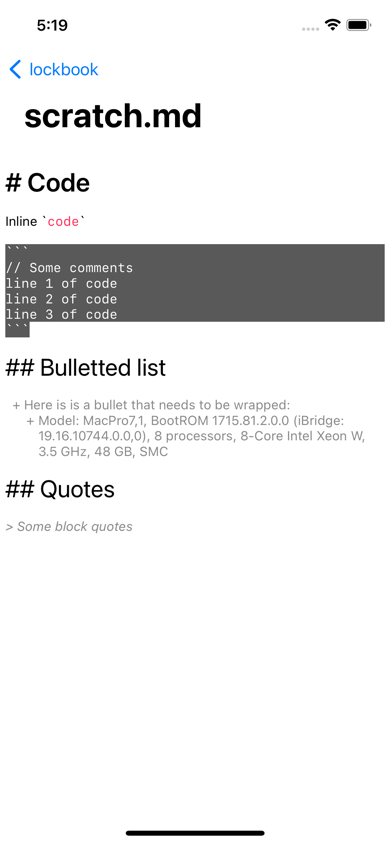 5:19
lockbook
scratch.md
# Code
Inline `code`
```
// Some comments
line 1 of code
line 2 of code
line 3 of code
```
## Bulletted list
+ Here is is a bullet that needs to be wrapped:
+ Model: MacPro7,1, BootROM 1715.81.2.0.0 (iBridge:
19.16.10744.0.0,0), 8 processors, 8-Core Intel Xeon W,
3.5 GHz, 48 GB, SMC
## Quotes
> Some block quotes